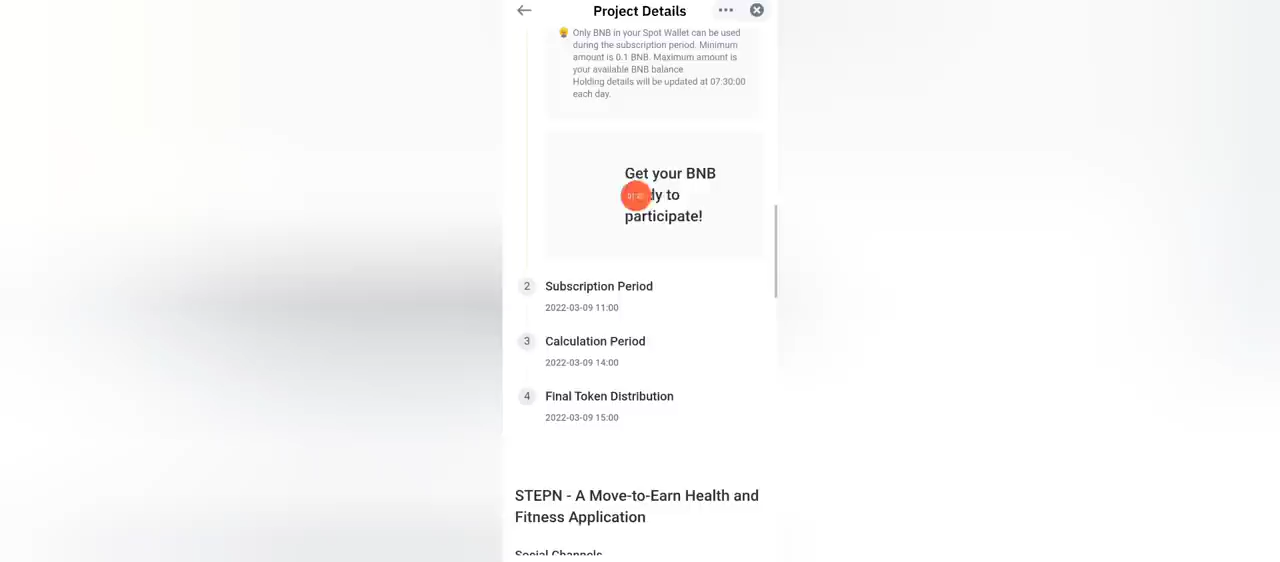 Project Details
Only BNB in your Spot Wallet can be used
during the subscription period. Minimum
amount is 0.1 BNB. Maximum amount is
your available BNB balance
Holding details will be updated at 07:30:00
each day.
Get your BNB
dy to
participate!
2 Subscription Period
2022-03-09 11:00
3 Calculation Period
2022-03-09 14:00
4 Final Token Distribution
2022-03-09 15:00
STEPN - A Move-to-Earn Health and
Fitness Application
Social Channels